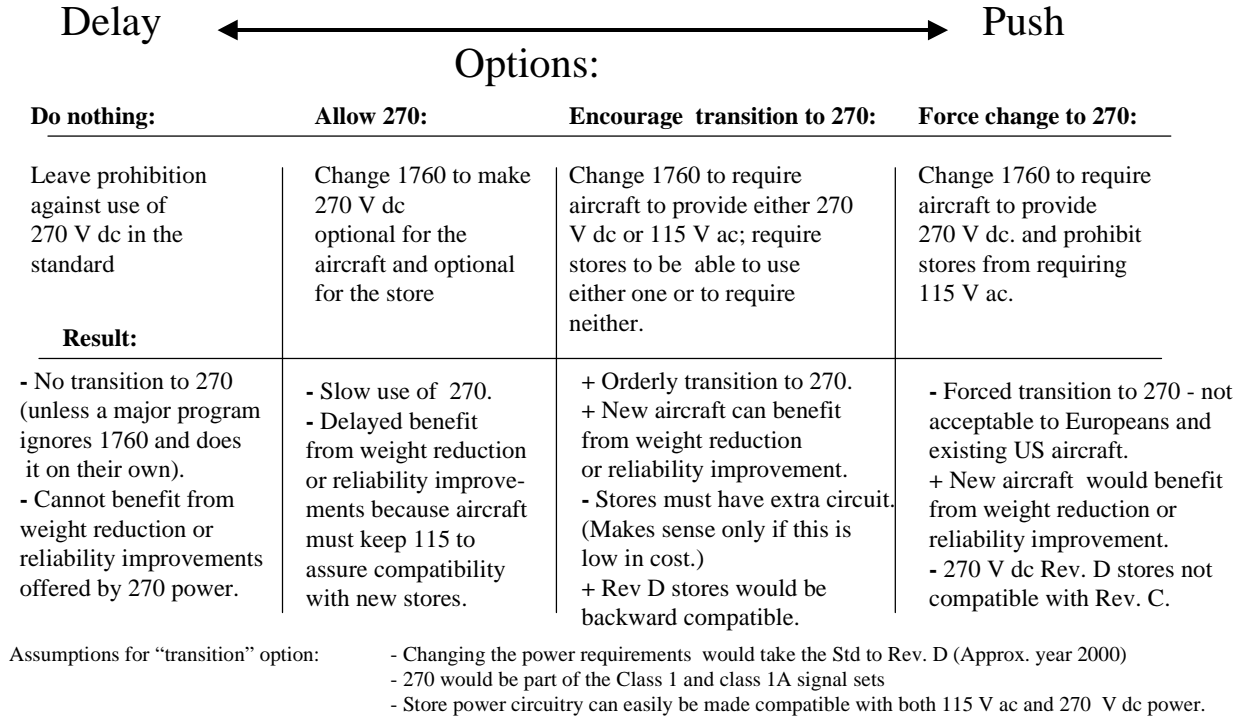 Delay
Push
Options:
Do nothing:
Allow 270:
Encourage transition to 270:
Force change to 270:
Leave prohibition
against use of
270 V dc in the
standard
Change 1760 to make
270 V dc
optional for the
aircraft and optional
for the store
Change 1760 to require
aircraft to provide either 270
V dc or 115 V ac; require
stores to be able to use
either one or to require
neither.
Change 1760 to require
aircraft to provide
270 V dc. and prohibit
stores from requiring
115 V ac.
Result:
- No transition to 270
(unless a major program
ignores 1760 and does
it on their own).
- Cannot benefit from
weight reduction or
reliability improvements
offered by 270 power.
- Slow use of 270.
- Delayed benefit
from weight reduction
or reliability improve-
ments because aircraft
must keep 115 to
assure compatibility
with new stores.
+ Orderly transition to 270.
+ New aircraft can benefit
from weight reduction
or reliability improvement.
- Stores must have extra circuit.
(Makes sense only if this is
low in cost.)
+ Rev D stores would be
backward compatible.
- Forced transition to 270 - not
acceptable to Europeans and
existing US aircraft.
+ New aircraft would benefit
from weight reduction or
reliability improvement.
- 270 V dc Rev. D stores not
compatible with Rev. C.
Assumptions for “transition” option:
- Changing the power requirements would take the Std to Rev. D (Approx. year 2000)
- 270 would be part of the Class 1 and class 1A signal sets
- Store power circuitry can easily be made compatible with both 115 V ac and 270 V dc power.